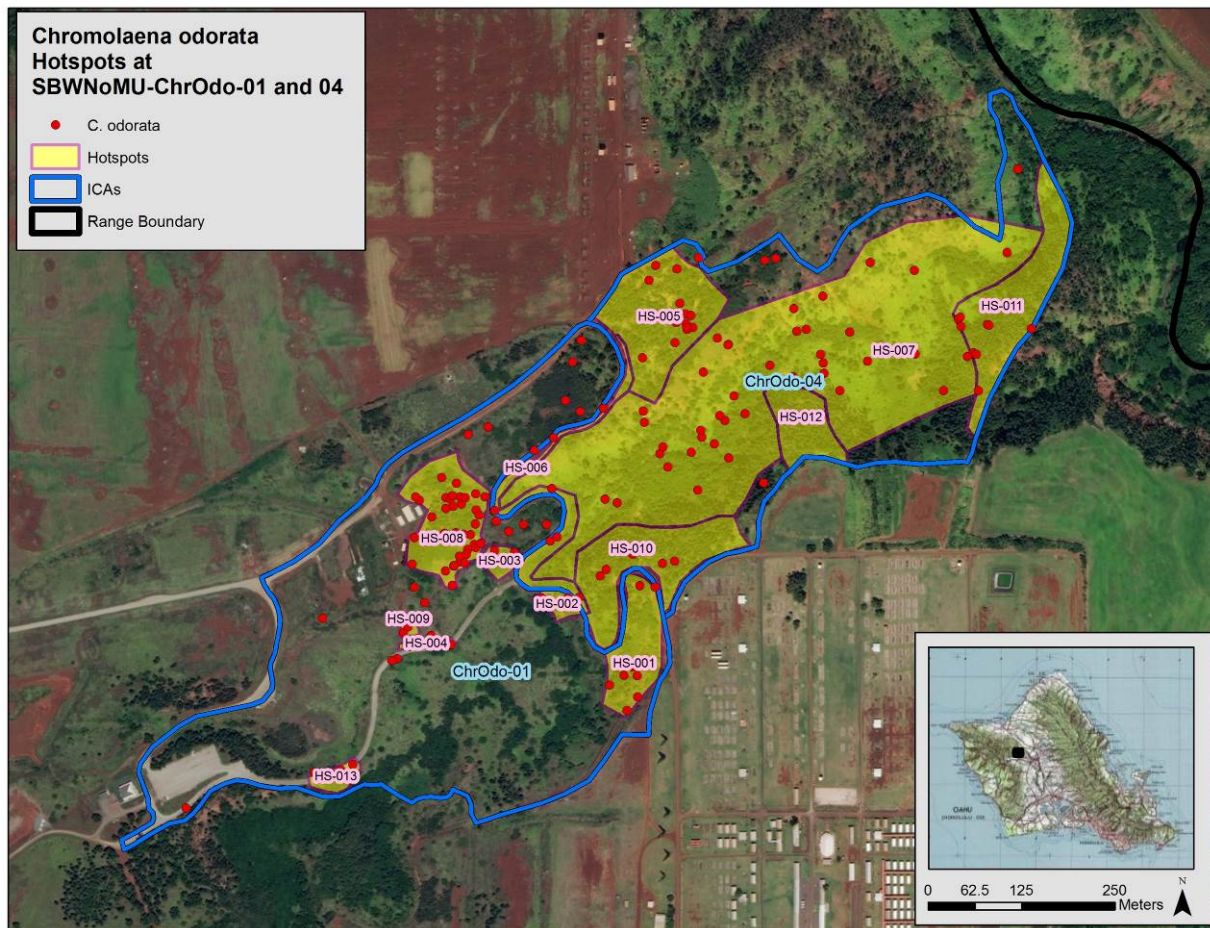 Chromolaena odorata
Hotspots at
SBWNoMU-ChrOdo-01 and 04
C. odorata
Hotspots
ICAs
Range Boundary
HS-011
HS-005
HS-007
ChrOdo-04
HS-012
HS-006
HS-008
HS-010
HS-003
HS-002
HS-009
HS-004
HS-001
ChrOdo-01
HS-013
OAHU
0 62.5 125 250
Meters
N